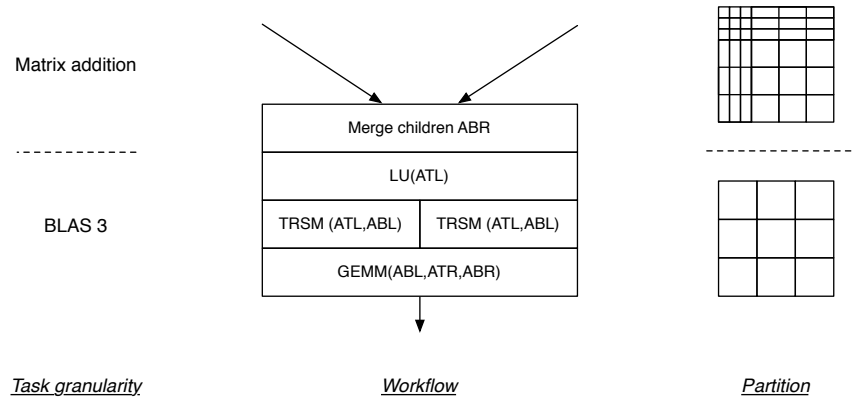 Matrix addition
Merge children ABR
LU(ATL)
BLAS 3
TRSM (ATL,ABL)
TRSM (ATL,ABL)
GEMM(ABL,ATR,ABR)
Task granularity
Workflow
Partition